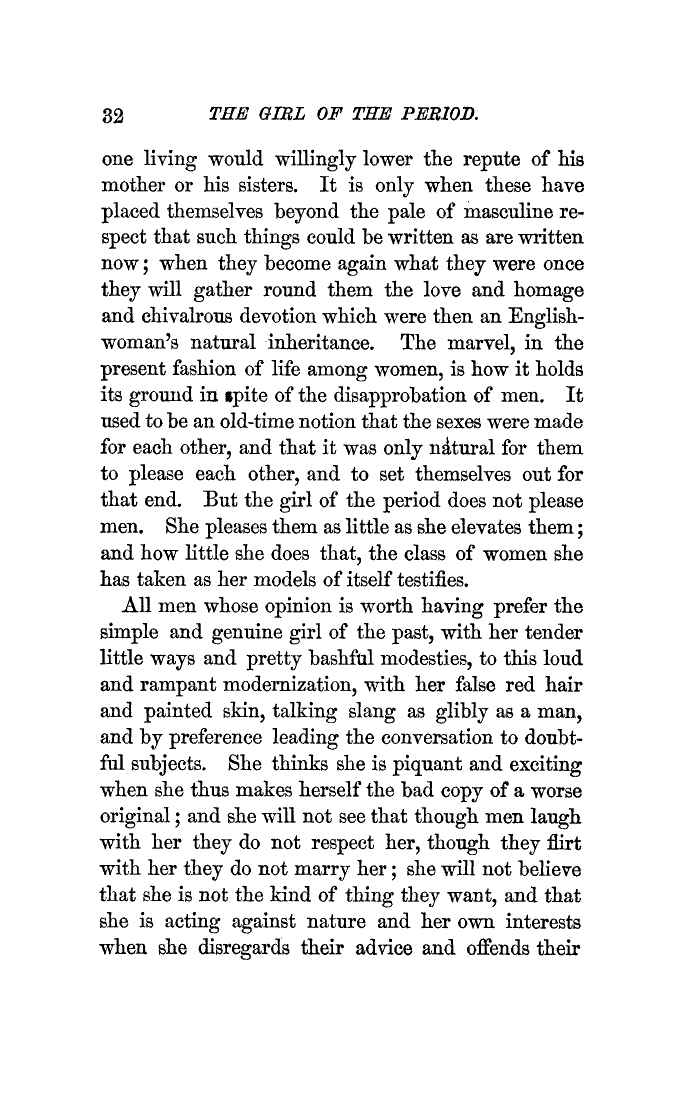 32 THE GIRL OF THE PERIOD.
one living would willingly lower the repute of his
mother or his sisters. It is only when these have
placed themselves beyond the pale of masculine re-
spect that such things could be written as are written
now; when they become again what they were once
they will gather round them the love and homage
and chivalrous devotion which were then an English-
woman's natural inheritance. The marvel, in the
present fashion of life among women, is how it holds
its ground in spite of the disapprobation of men. It
used to be an old-time notion that the sexes were made
for each other, and that it was only natural for them
to please each other, and to set themselves out for
that end. But the girl of the period does not please
men. She pleases them as little as she elevates them;
and how little she does that, the class of women she
has taken as her models of itself testifies.
All men whose opinion is worth having prefer the
simple and genuine girl of the past, with her tender
little ways and pretty bashful modesties, to this loud
and rampant modernization, with her false red hair
and painted skin, talking slang as glibly as a man,
and by preference leading the conversation to doubt-
ful subjects. She thinks she is piquant and exciting
when she thus makes herself the bad copy of a worse
original; and she will not see that though men laugh
with her they do not respect her, though they flirt
with her they do not marry her; she will not believe
that she is not the kind of thing they want, and that
she is acting against nature and her own interests
when she disregards their advice and offends their